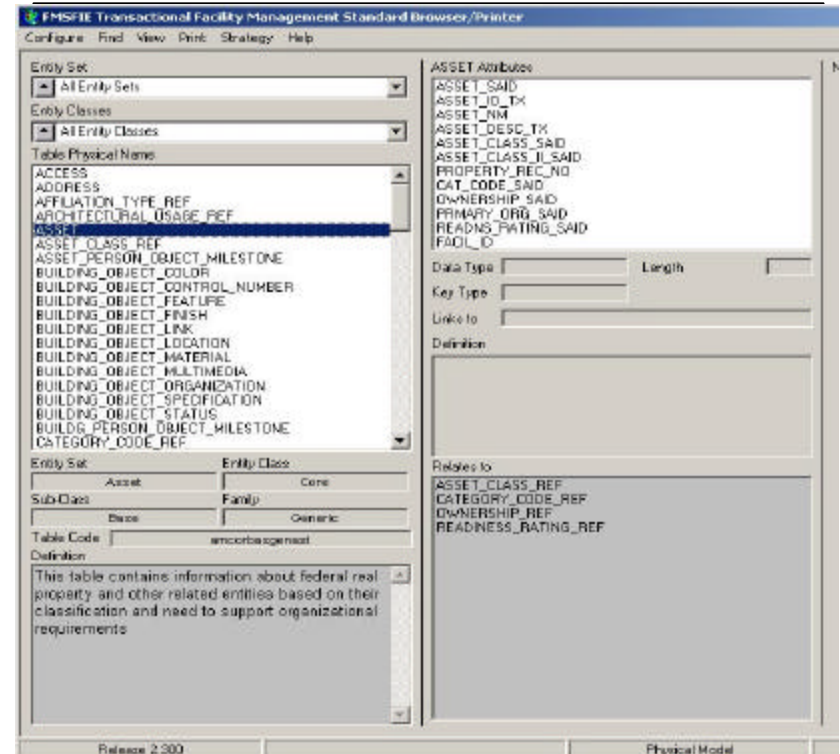 FMSFIE Transactional Facility Management Standard Browser/Printer
Configure Find View Print Strategy Help
Entity Set
All Entity Sets
Entity Classes
All Entity Classes
Table Physical Name
ACCESS
ADDRESS
AFFILIATION_TYPE_REF
ARCHITECTURAL_USAGE_REF
ASSET
ASSET_CLASS_REF
ASSET_PERSON_OBJECT_MILESTONE
BUILDING_OBJECT_COLOR
BUILDING_OBJECT_CONTROL_NUMBER
BUILDING_OBJECT_FEATURE
BUILDING_OBJECT_FINISH
BUILDING_OBJECT_LINK
BUILDING_OBJECT_LOCATION
BUILDING_OBJECT_MATERIAL
BUILDING_OBJECT_MULTIMEDIA
BUILDING_OBJECT_ORGANIZATION
BUILDING_OBJECT_SPECIFICATION
BUILDING_OBJECT_STATUS
BUILDG_PERSON_OBJECT_MILESTONE
CATEGORY_CODE_REF
Entity Set Entity Class
Asset Core
Sub-Class Family
Base Generic
Table Code
Definition
This table contains information about federal real
property and other related entities based on their
classification and need to support organizational
requirements
ASSET Attributes
ASSET_SAID
ASSET_ID_TX
ASSET_NM
ASSET_DESC_TX
ASSET_CLASS_SAID
ASSET_CLASS_II_SAID
PROPERTY_REC_NO
CAT_CODE_SAID
OWNERSHIP_SAID
PRMARY_ORG_SAID
READNS_RATING_SAID
FACIL_ID
Data Type Length
Key Type
Links to
Definition
Relates to
ASSET_CLASS_REF
CATEGORY_CODE_REF
OWNERSHIP_REF
READINESS_RATING_REF
N
Release 2.300 Physical Model